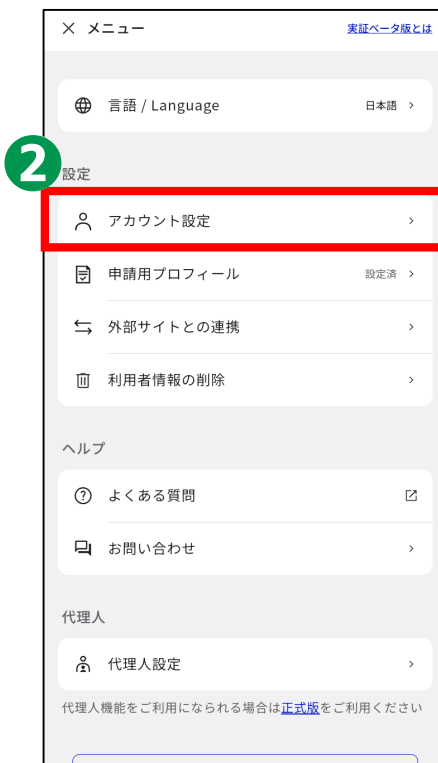 メニュー 実証ベータ版とは
言語 / Language 日本語
2
設定
アカウント設定
申請用プロフィール 設定済
外部サイトとの連携
利用者情報の削除
ヘルプ
よくある質問
お問い合わせ
代理人
代理人設定
代理人機能をご利用になられる場合は正式版をご利用ください